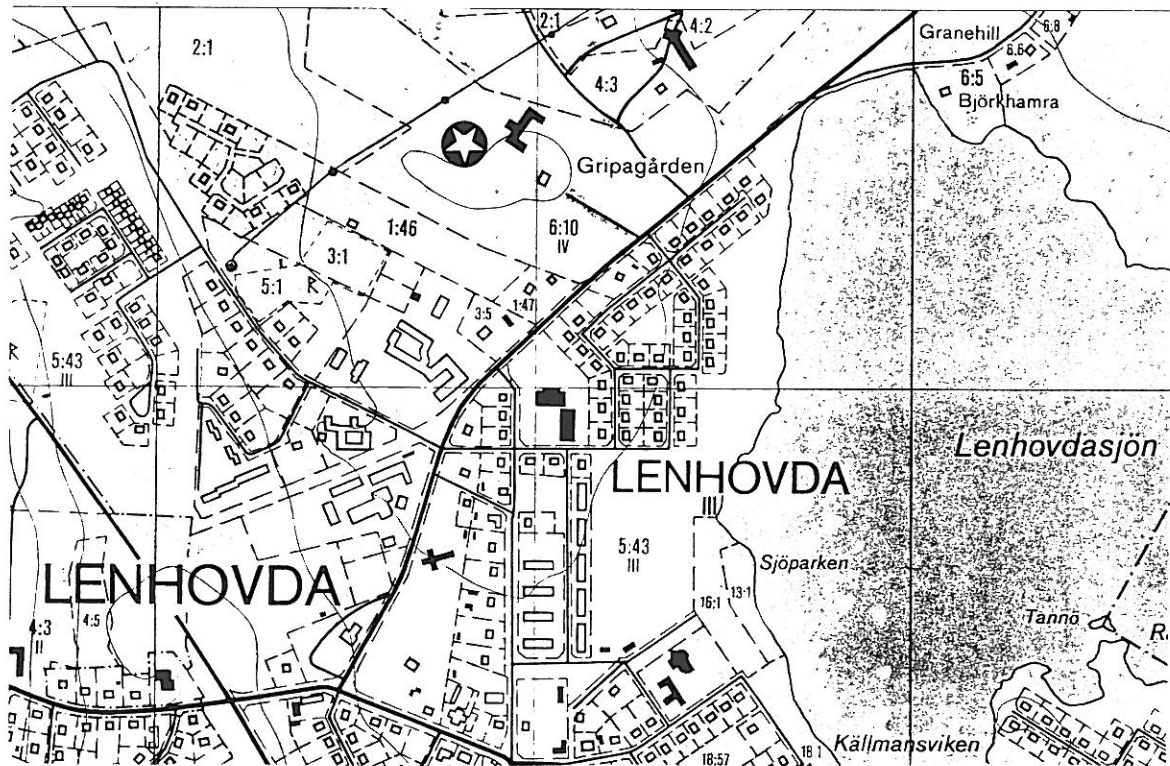 2:1
2:1
4:2
4:3
Granehill
6:6
6:8
6:5
Björkhamra
Gripagården
1:46
6:10
IV
3:1
5:1
R
3:5
1:47
R
5:43
III
Lenhovdasjön
LENHOVDA
III
5:43
III
Sjöparken
LENHOVDA
16:1
13:1
4:5
4:3
II
Tannö
Källmansviken
18:1
18:57